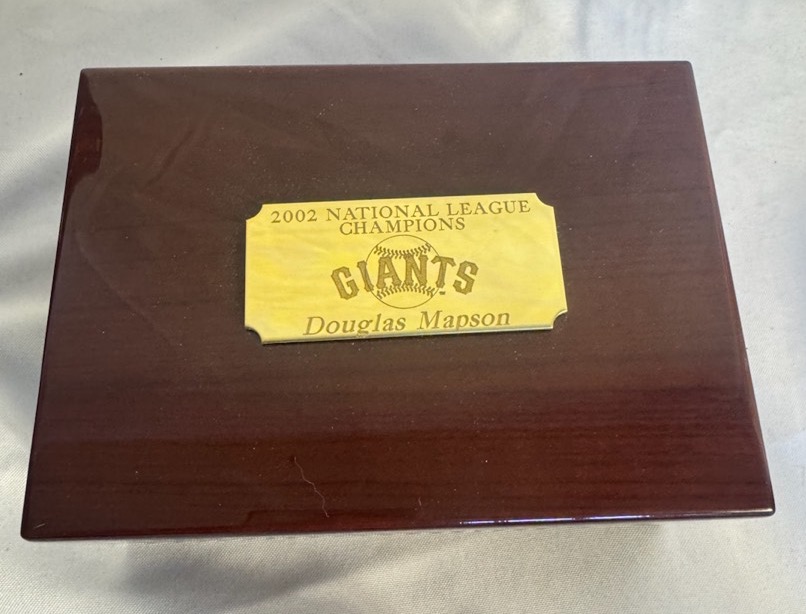 2002 NATIONAL LEAGUE
CHAMPIONS
GIANTS
Douglas Mapson